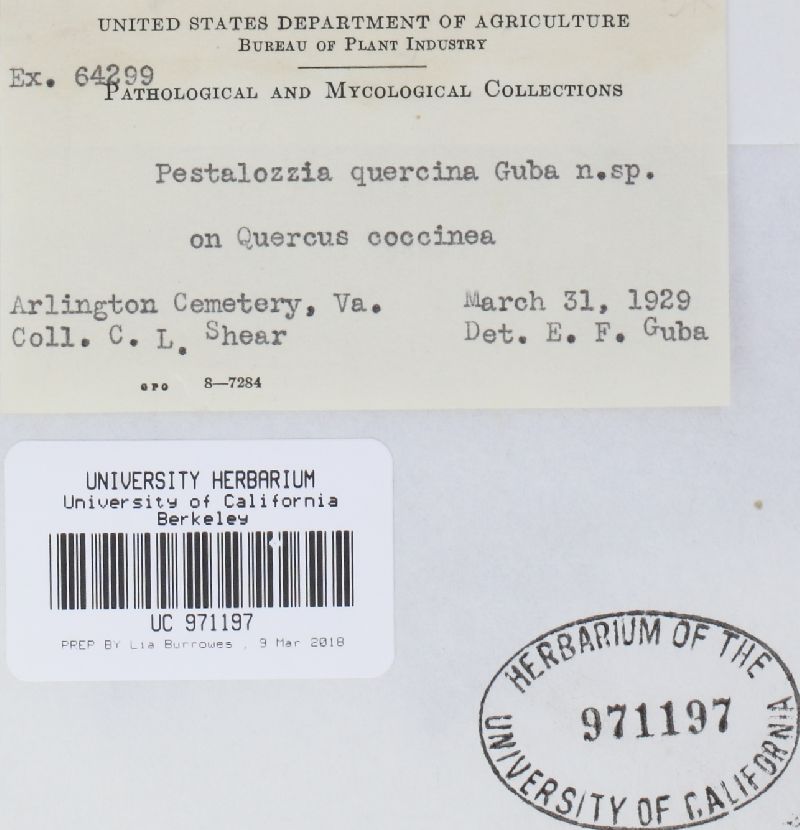 UNITED STATES DEPARTMENT OF AGRICULTURE
BUREAU OF PLANT INDUSTRY
Ex. 64299
PATHOLOGICAL AND MYCOLOGICAL COLLECTIONS
Pestalozzia quercina Guba n.sp.
on Quercus coccinea
Arlington Cemetery, Va. March 31, 1929
Coll. C. L. Shear Det. E. F. Guba
GPO 8—7284
UNIVERSITY HERBARIUM
University of California
Berkeley
UC 971197
PREP BY Lia Burrowes , 9 Mar 2018
HERBARIUM OF THE
971197
UNIVERSITY OF CALIFORNIA